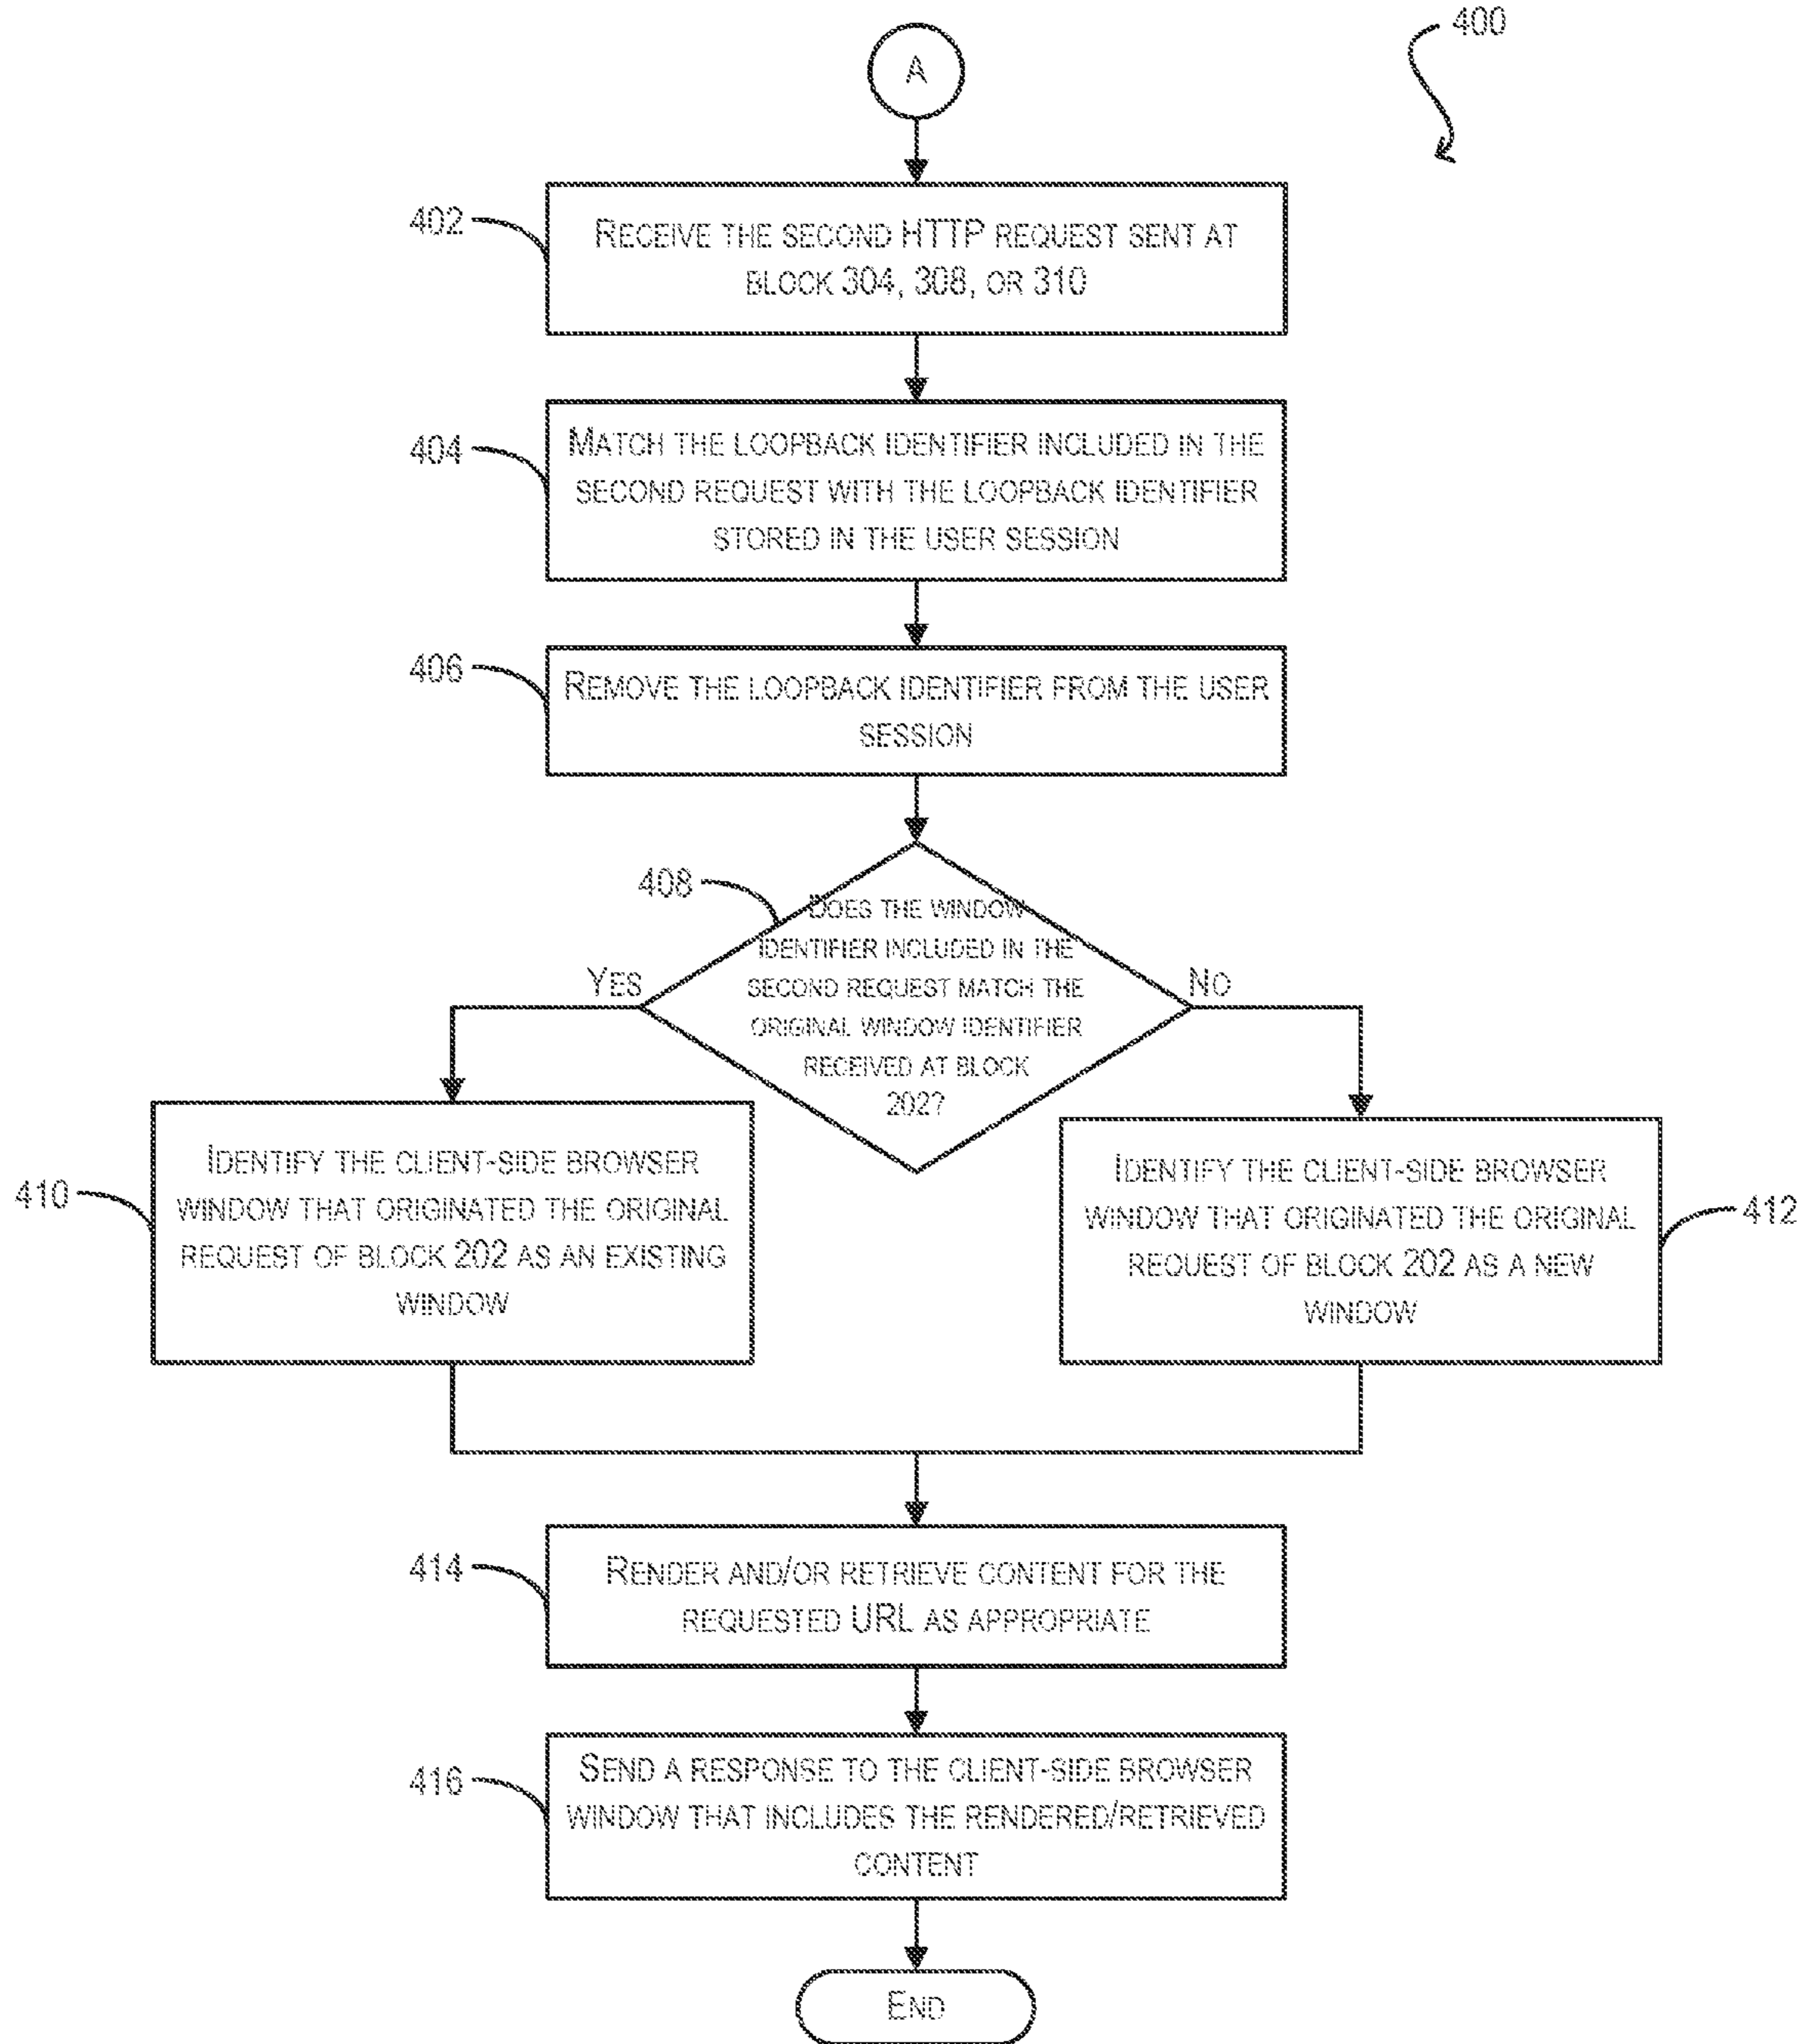 400
A
402
RECEIVE THE SECOND HTTP REQUEST SENT AT
BLOCK 304, 308, OR 310
404
MATCH THE LOOPBACK IDENTIFIER INCLUDED IN THE
SECOND REQUEST WITH THE LOOPBACK IDENTIFIER
STORED IN THE USER SESSION
406
REMOVE THE LOOPBACK IDENTIFIER FROM THE USER
SESSION
408
DOES THE WINDOW
IDENTIFIER INCLUDED IN THE
SECOND REQUEST MATCH THE
ORIGINAL WINDOW IDENTIFIER
RECEIVED AT BLOCK
202?
YES
NO
410
IDENTIFY THE CLIENT-SIDE BROWSER
WINDOW THAT ORIGINATED THE ORIGINAL
REQUEST OF BLOCK 202 AS AN EXISTING
WINDOW
IDENTIFY THE CLIENT-SIDE BROWSER
WINDOW THAT ORIGINATED THE ORIGINAL
REQUEST OF BLOCK 202 AS A NEW
WINDOW
412
414
RENDER AND/OR RETRIEVE CONTENT FOR THE
REQUESTED URL AS APPROPRIATE
416
SEND A RESPONSE TO THE CLIENT-SIDE BROWSER
WINDOW THAT INCLUDES THE RENDERED/RETRIEVED
CONTENT
END